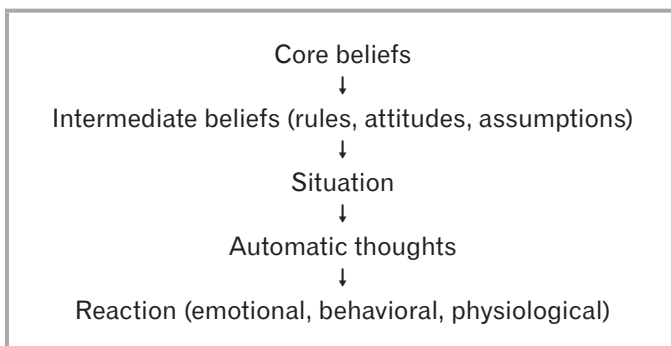 Core beliefs
↓
Intermediate beliefs (rules, attitudes, assumptions)
↓
Situation
↓
Automatic thoughts
↓
Reaction (emotional, behavioral, physiological)